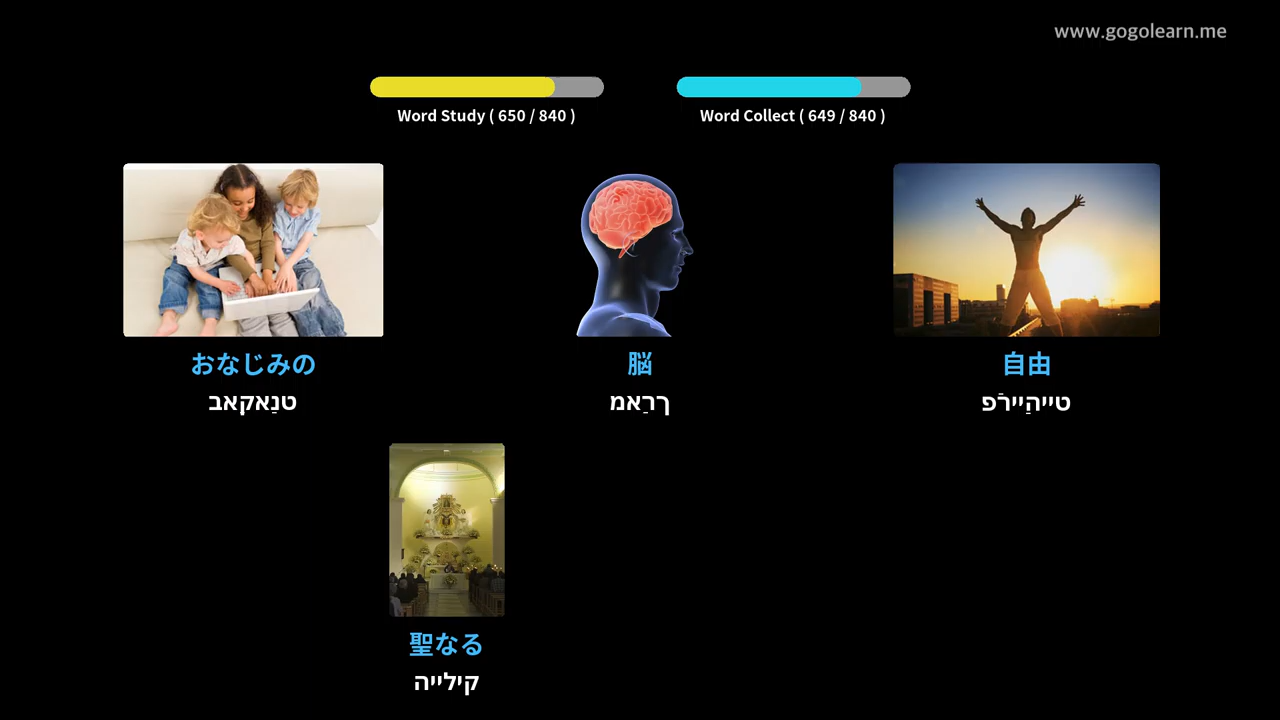 www.gogolearn.me
Word Study ( 650 / 840 )
Word Collect ( 649 / 840 )
おなじみの
脳
自由
טנַאקַאב
ךרַאמ
טייהַיירֿפ
聖なる
קילייה